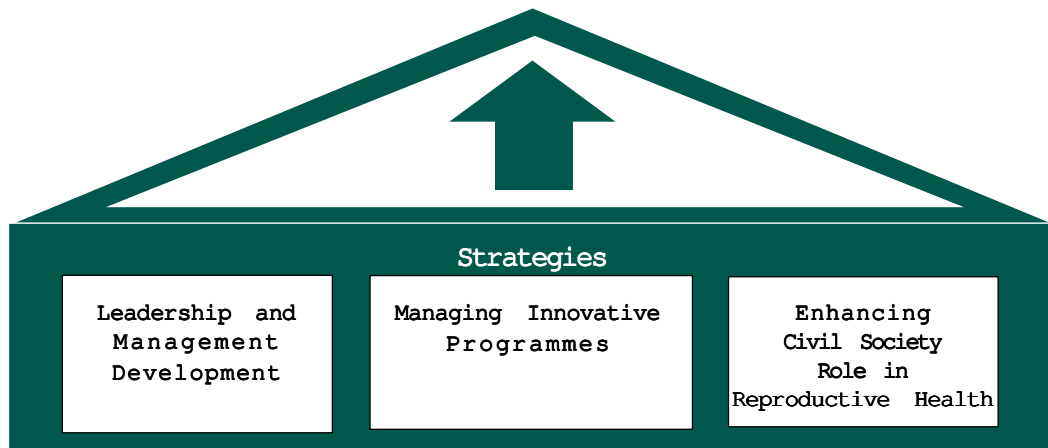 Strategies
Leadership and
Management
Development
Managing Innovative
Programmes
Enhancing
Civil Society
Role in
Reproductive Health